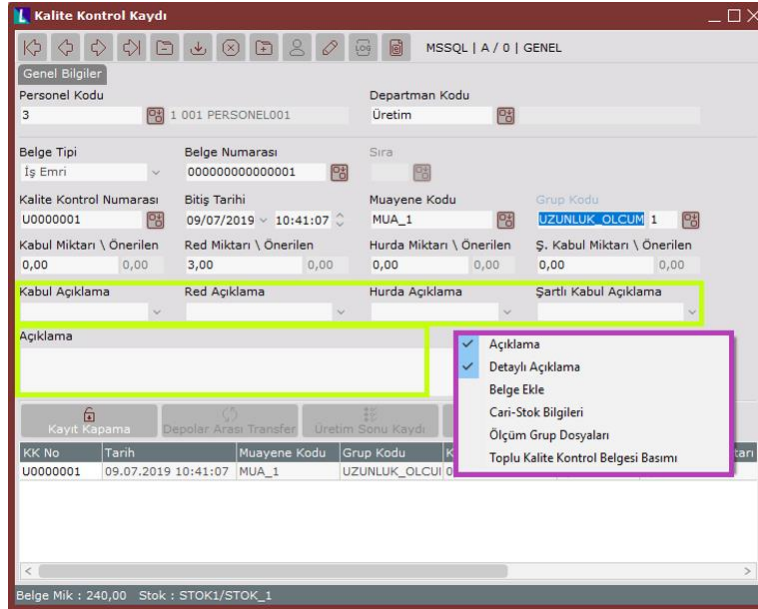 Kalite Kontrol Kaydı
LOG MSSQL | A / 0 | GENEL
Genel Bilgiler
Personel Kodu Departman Kodu
3 1 001 PERSONEL001 Üretim
Belge Tipi Belge Numarası Sıra
İş Emri 000000000000001
Kalite Kontrol Numarası Bitiş Tarihi Muayene Kodu Grup Kodu
U0000001 09/07/2019 10:41:07 MUA_1 UZUNLUK_OLCUM 1
Kabul Miktarı \ Önerilen Red Miktarı \ Önerilen Hurda Miktarı \ Önerilen Ş. Kabul Miktarı \ Önerilen
0,00 0,00 3,00 0,00 0,00 0,00 0,00 0,00
Kabul Açıklama Red Açıklama Hurda Açıklama Şartlı Kabul Açıklama
Açıklama
Açıklama
Detaylı Açıklama
Belge Ekle
Cari-Stok Bilgileri
Ölçüm Grup Dosyaları
Toplu Kalite Kontrol Belgesi Basımı
Kayıt Kapama Depolar Arası Transfer Üretim Sonu Kaydı
KK No Tarih Muayene Kodu Grup Kodu
U0000001 09.07.2019 10:41:07 MUA_1 UZUNLUK_OLCU
Belge Mik : 240,00 Stok : STOK1/STOK_1